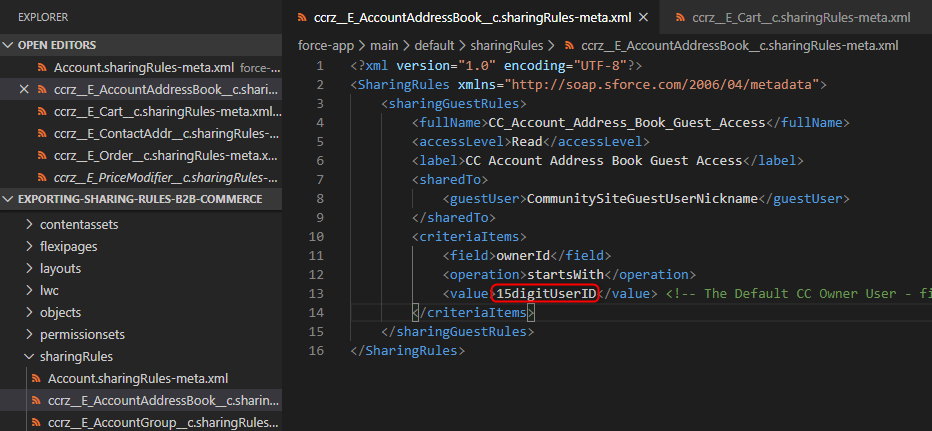 EXPLORER
OPEN EDITORS
Account.sharingRules-meta.xml force-...
ccrz__E_AccountAddressBook__c.shari...
ccrz__E_Cart__c.sharingRules-meta.xml...
ccrz__E_ContactAddr__c.sharingRules-...
ccrz__E_Order__c.sharingRules-meta.x...
ccrz__E_PriceModifier__c.sharingRules-...
EXPORTING-SHARING-RULES-B2B-COMMERCE
contentassets
flexipages
layouts
lwc
objects
permissionsets
sharingRules
Account.sharingRules-meta.xml
ccrz__E_AccountAddressBook__c.sharin...
ccrz__E_AccountGroup__c.sharingRules...
ccrz__E_AccountAddressBook__c.sharingRules-meta.xml
ccrz__E_Cart__c.sharingRules-meta.xml
force-app > main > default > sharingRules > ccrz__E_AccountAddressBook__c.sharingRules-meta.xml
1 <?xml version="1.0" encoding="UTF-8"?>
2 <SharingRules xmlns="http://soap.sforce.com/2006/04/metadata">
3 <sharingGuestRules>
4 <fullName>CC_Account_Address_Book_Guest_Access</fullName>
5 <accessLevel>Read</accessLevel>
6 <label>CC Account Address Book Guest Access</label>
7 <sharedTo>
8 <guestUser>CommunitySiteGuestUserNickname</guestUser>
9 </sharedTo>
10 <criteriaItems>
11 <field>ownerId</field>
12 <operation>startsWith</operation>
13 <value>15digitUserID</value> <!-- The Default CC Owner User - fi
14 </criteriaItems>
15 </sharingGuestRules>
16 </SharingRules>